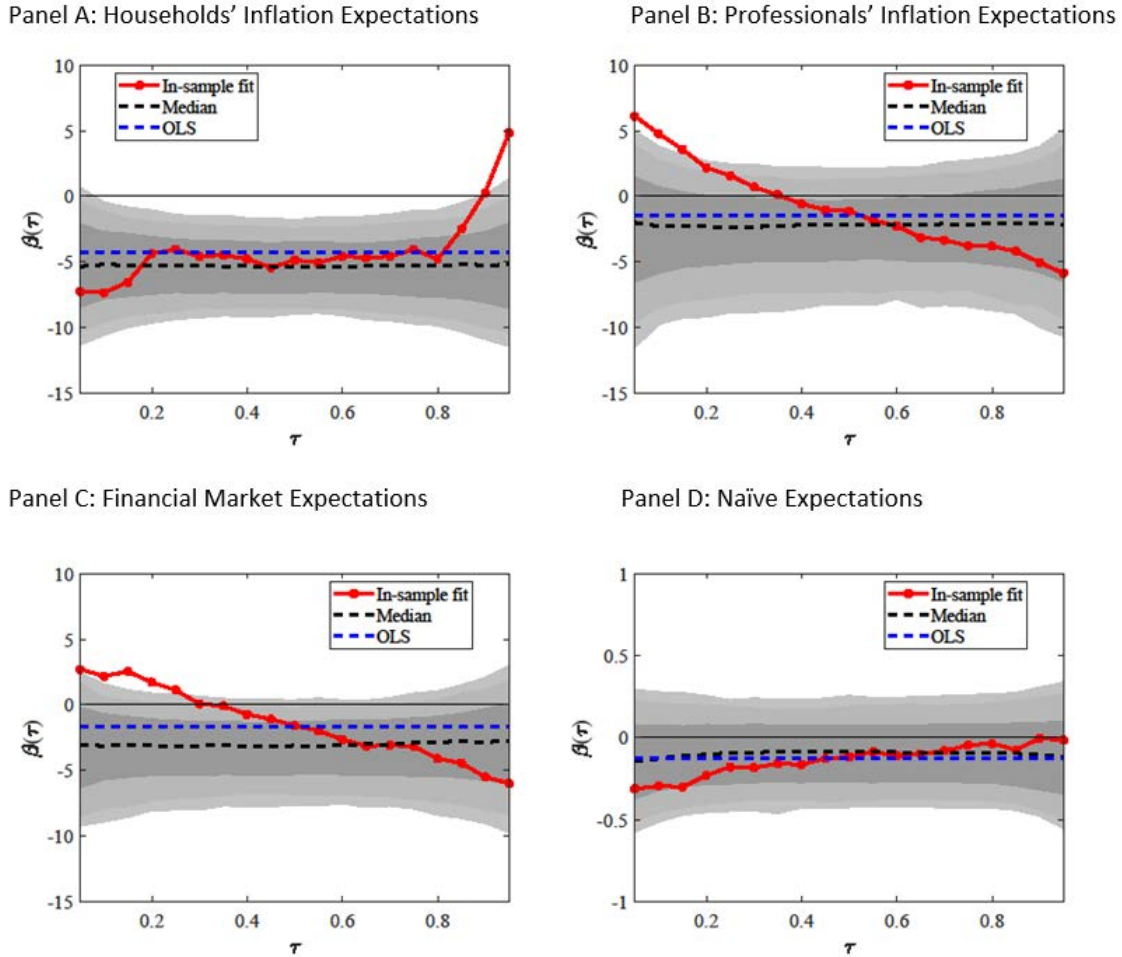 Panel A: Households’ Inflation Expectations
10
5
0
-5
-10
-15
β(τ)
In-sample fit
Median
OLS
0.2 0.4 0.6 0.8
τ
Panel B: Professionals’ Inflation Expectations
10
5
0
-5
-10
-15
β(τ)
In-sample fit
Median
OLS
0.2 0.4 0.6 0.8
τ
Panel C: Financial Market Expectations
10
5
0
-5
-10
-15
β(τ)
In-sample fit
Median
OLS
0.2 0.4 0.6 0.8
τ
Panel D: Naïve Expectations
1
0.5
0
-0.5
-1
β(τ)
In-sample fit
Median
OLS
0.2 0.4 0.6 0.8
τ